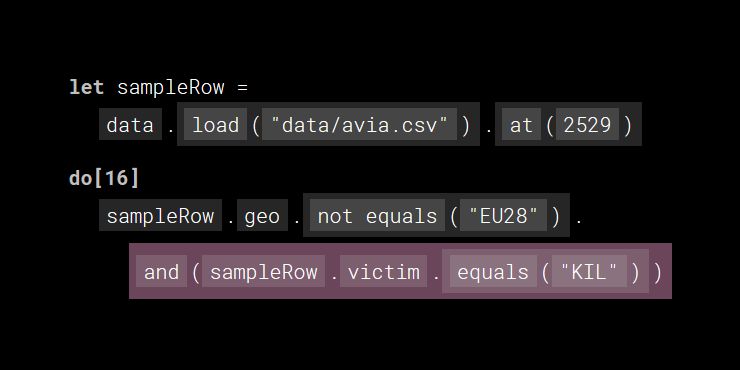 let sampleRow =
data . load ( "data/avia.csv" ) . at ( 2529 )
do[16]
sampleRow . geo . not equals ( "EU28" ) .
and ( sampleRow . victim . equals ( "KIL" ) )